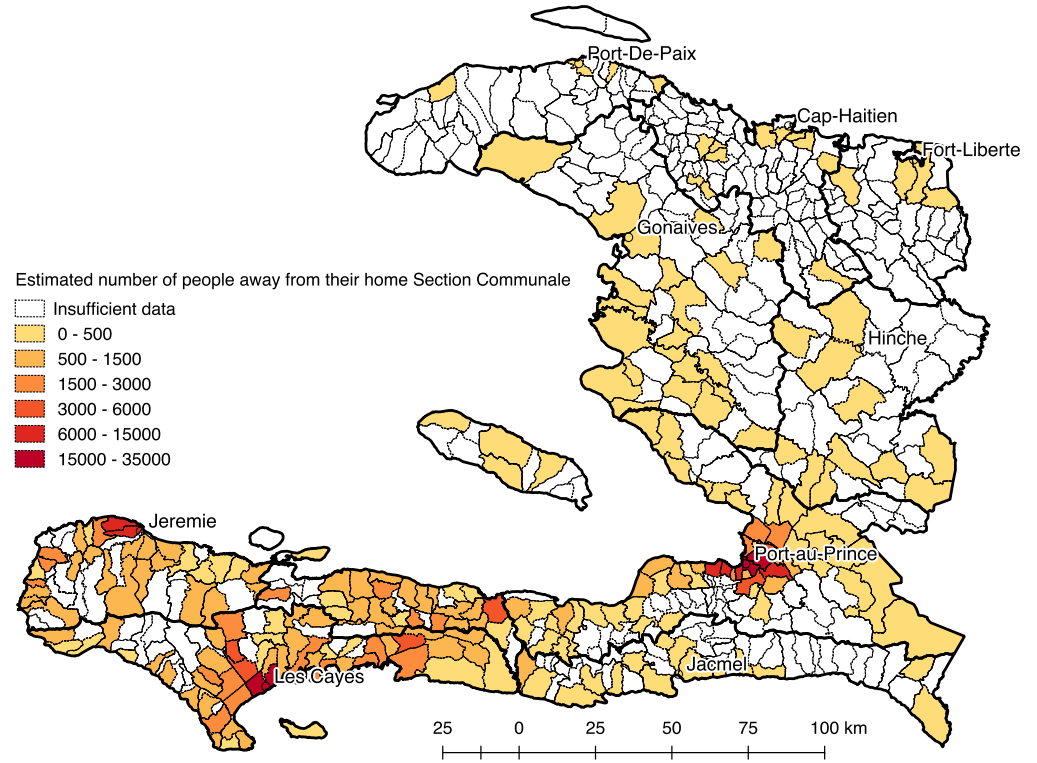 Port-De-Paix
Cap-Haitien
Fort-Liberte
Gonaives
Estimated number of people away from their home Section Communale
Insufficient data
0 - 500
500 - 1500
1500 - 3000
3000 - 6000
6000 - 15000
15000 - 35000
Hinche
Jeremie
Port-au-Prince
Jacmel
Les Cayes
25 0 25 50 75 100 km